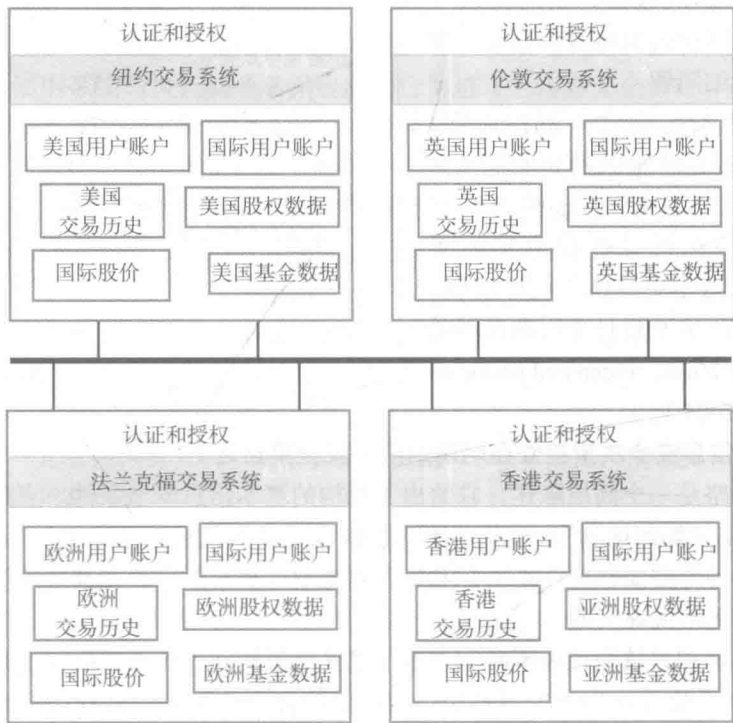 认证和授权
纽约交易系统
美国用户账户
国际用户账户
美国
交易历史
美国股权数据
国际股价
美国基金数据
认证和授权
伦敦交易系统
英国用户账户
国际用户账户
英国
交易历史
英国股权数据
国际股价
英国基金数据
认证和授权
法兰克福交易系统
欧洲用户账户
国际用户账户
欧洲
交易历史
欧洲股权数据
国际股价
欧洲基金数据
认证和授权
香港交易系统
香港用户账户
国际用户账户
香港
交易历史
亚洲股权数据
国际股价
亚洲基金数据